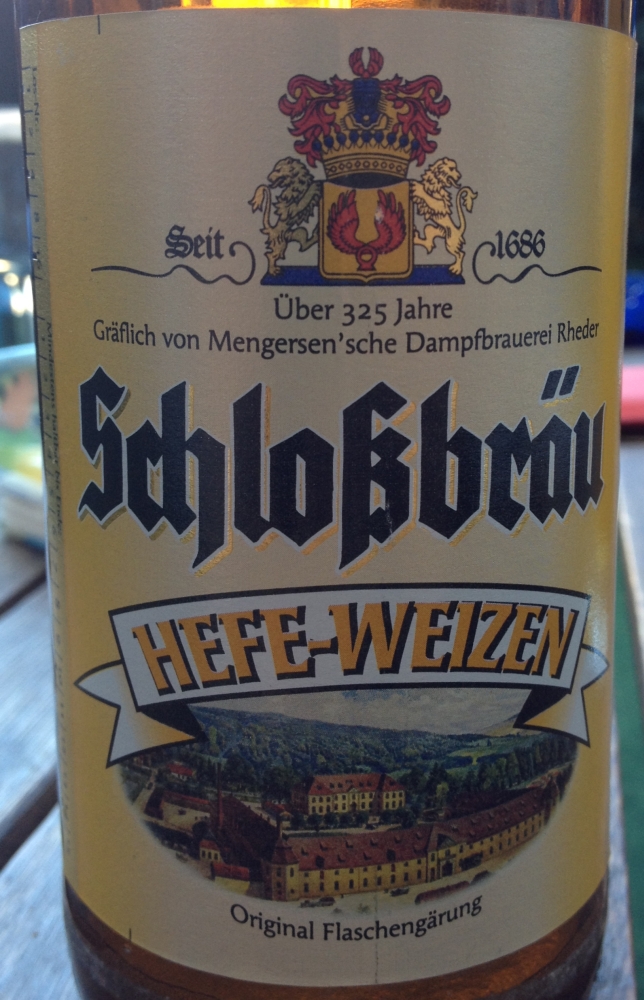 Seit 1686
Über 325 Jahre
Gräflich von Mengersen'sche Dampfbrauerei Rheder
Schloßbräu
HEFE-WEIZEN
Original Flaschengärung